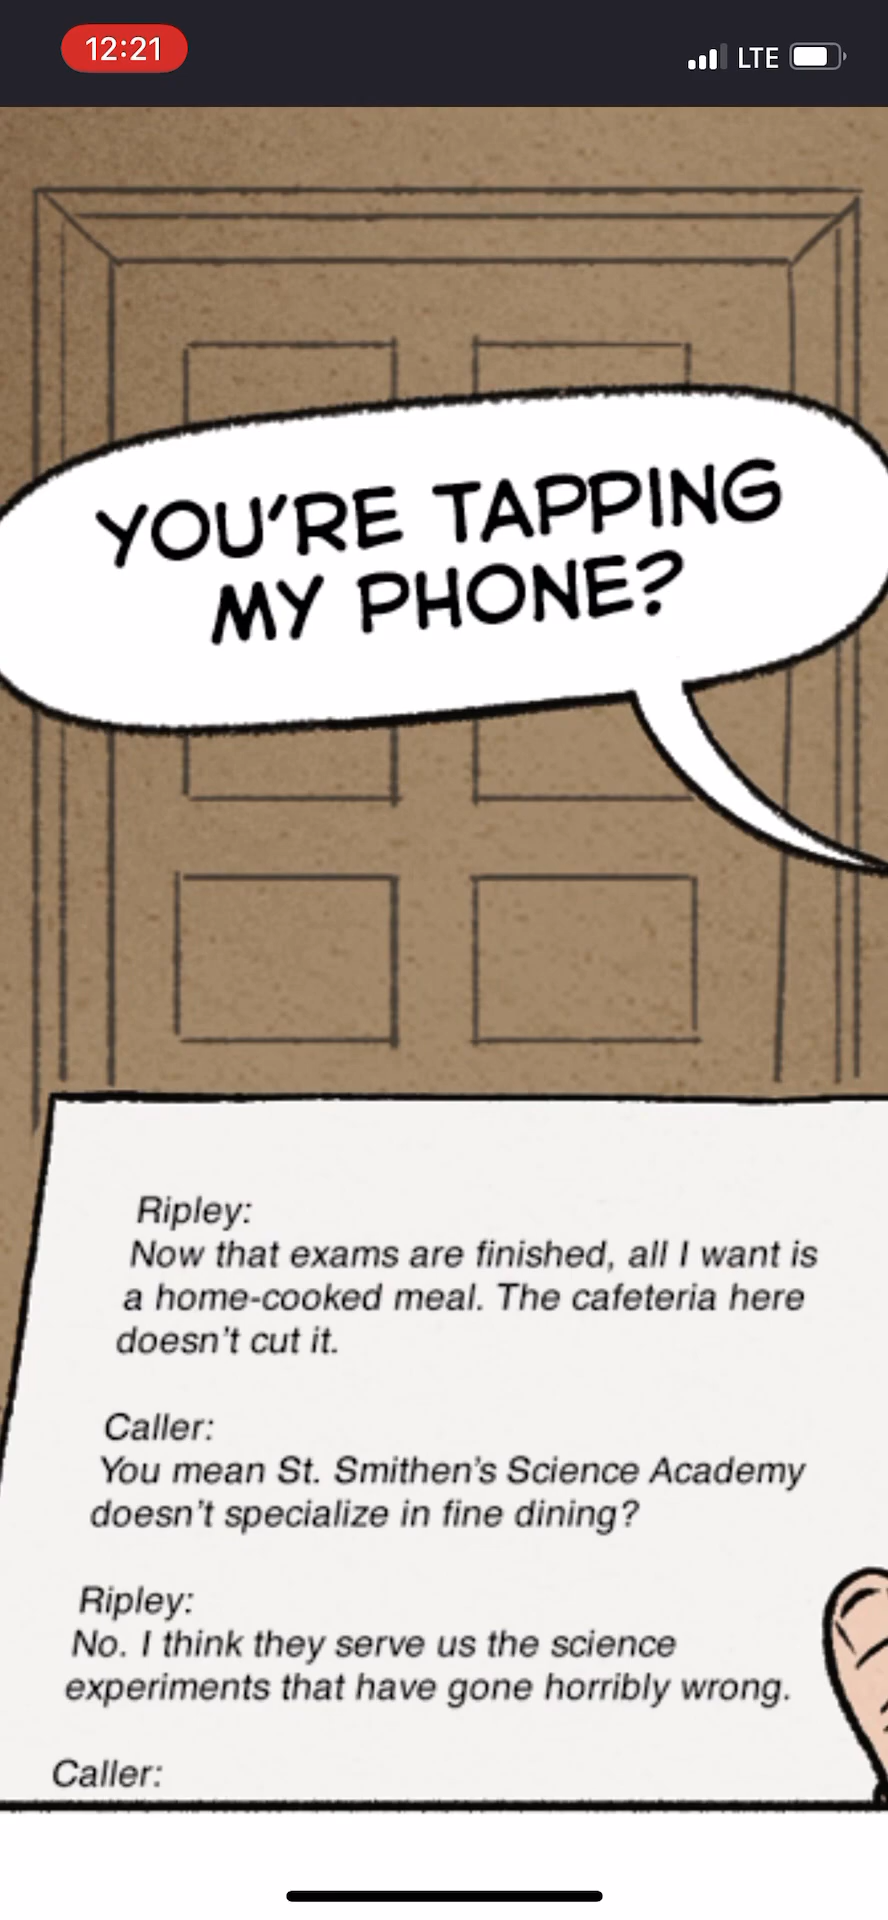 12:21
LTE
YOU'RE TAPPING
MY PHONE?
Ripley:
Now that exams are finished, all I want is
a home-cooked meal. The cafeteria here
doesn't cut it.
Caller:
You mean St. Smithen's Science Academy
doesn't specialize in fine dining?
Ripley:
No. I think they serve us the science
experiments that have gone horribly wrong.
Caller: